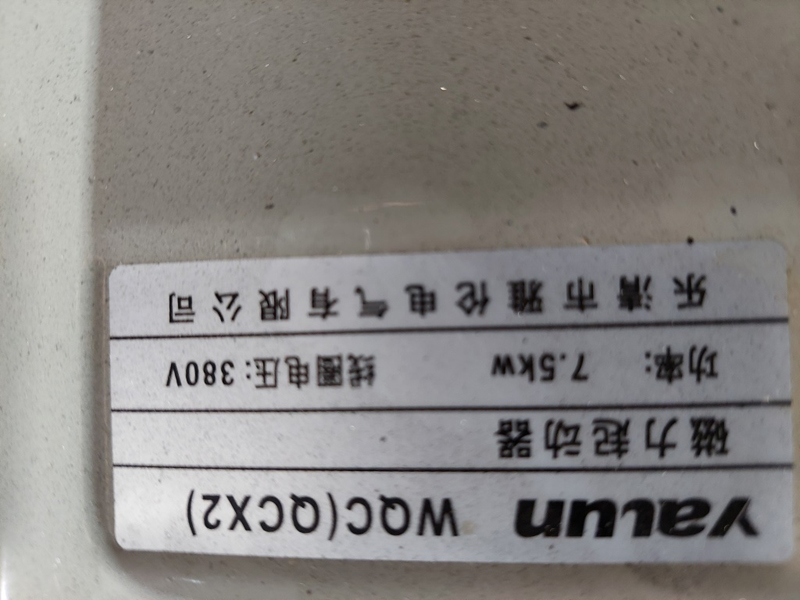 Yalun WQC(QCX2)
磁力起动器
功率: 7.5kw 线圈电压: 380V
乐清市雅伦电气有限公司